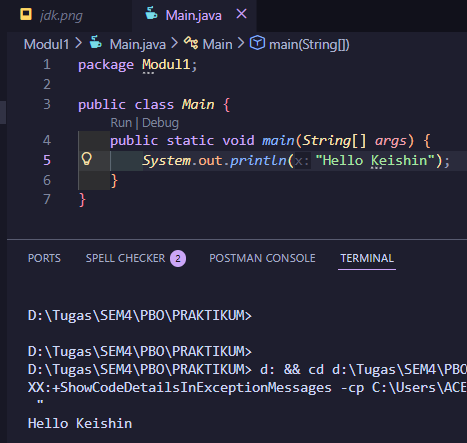 jdk.png Main.java X
Modul1 > Main.java > Main > main(String[])
1 package Modul1;
2
3 public class Main {
Run | Debug
4 public static void main(String[] args) {
5 System.out.println(x: "Hello Keishin");
6 }
7 }
PORTS SPELL CHECKER 2 POSTMAN CONSOLE TERMINAL
D:\Tugas\SEM4\PBO\PRAKTIKUM>
D:\Tugas\SEM4\PBO\PRAKTIKUM>
D:\Tugas\SEM4\PBO\PRAKTIKUM> d: && cd d:\Tugas\SEM4\PBO
XX:+ShowCodeDetailsInExceptionMessages -cp C:\Users\ACE
"
Hello Keishin